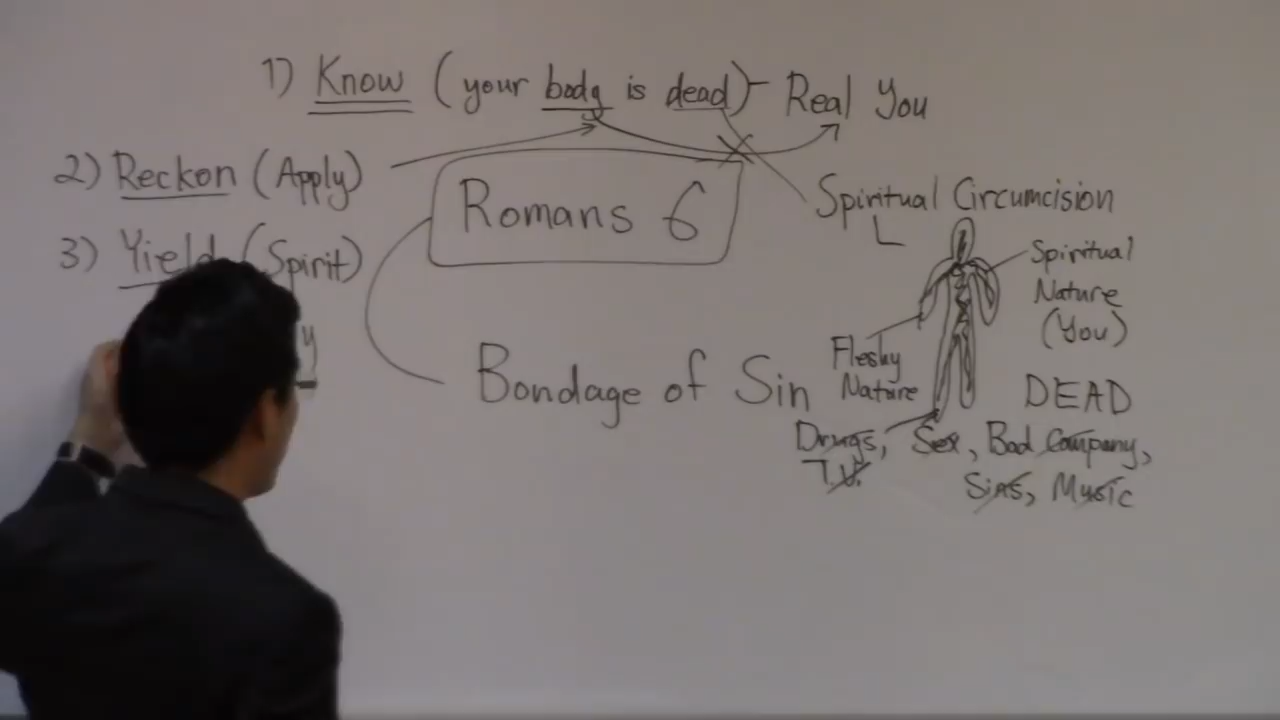 1) Know (your body is dead) - Real You
2) Reckon (Apply)
3) Yield (Spirit)
Romans 6
Spiritual Circumcision
Spiritual
Nature
(You)
Fleshy
Nature
Bondage of Sin
DEAD
Drugs, Sex, Bad Company,
T.V.
Sins, Music